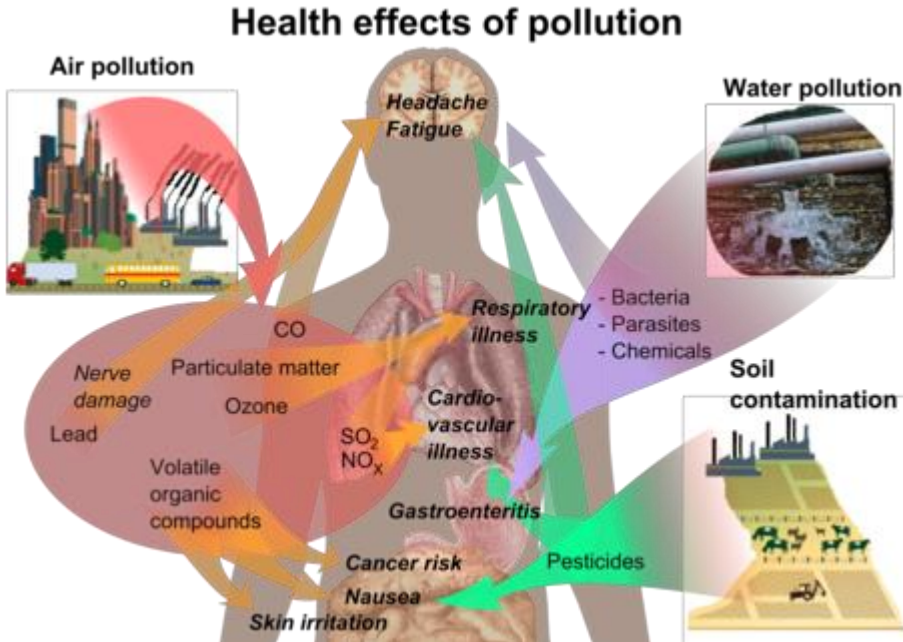 Health effects of pollution
Air pollution
Water pollution
Headache
Fatigue
CO
Particulate matter
Ozone
Nerve
damage
Lead
SO₂
NOₓ
Volatile
organic
compounds
Respiratory
illness
Cardio-
vascular
illness
- Bacteria
- Parasites
- Chemicals
Soil
contamination
Gastroenteritis
Pesticides
Cancer risk
Nausea
Skin irritation